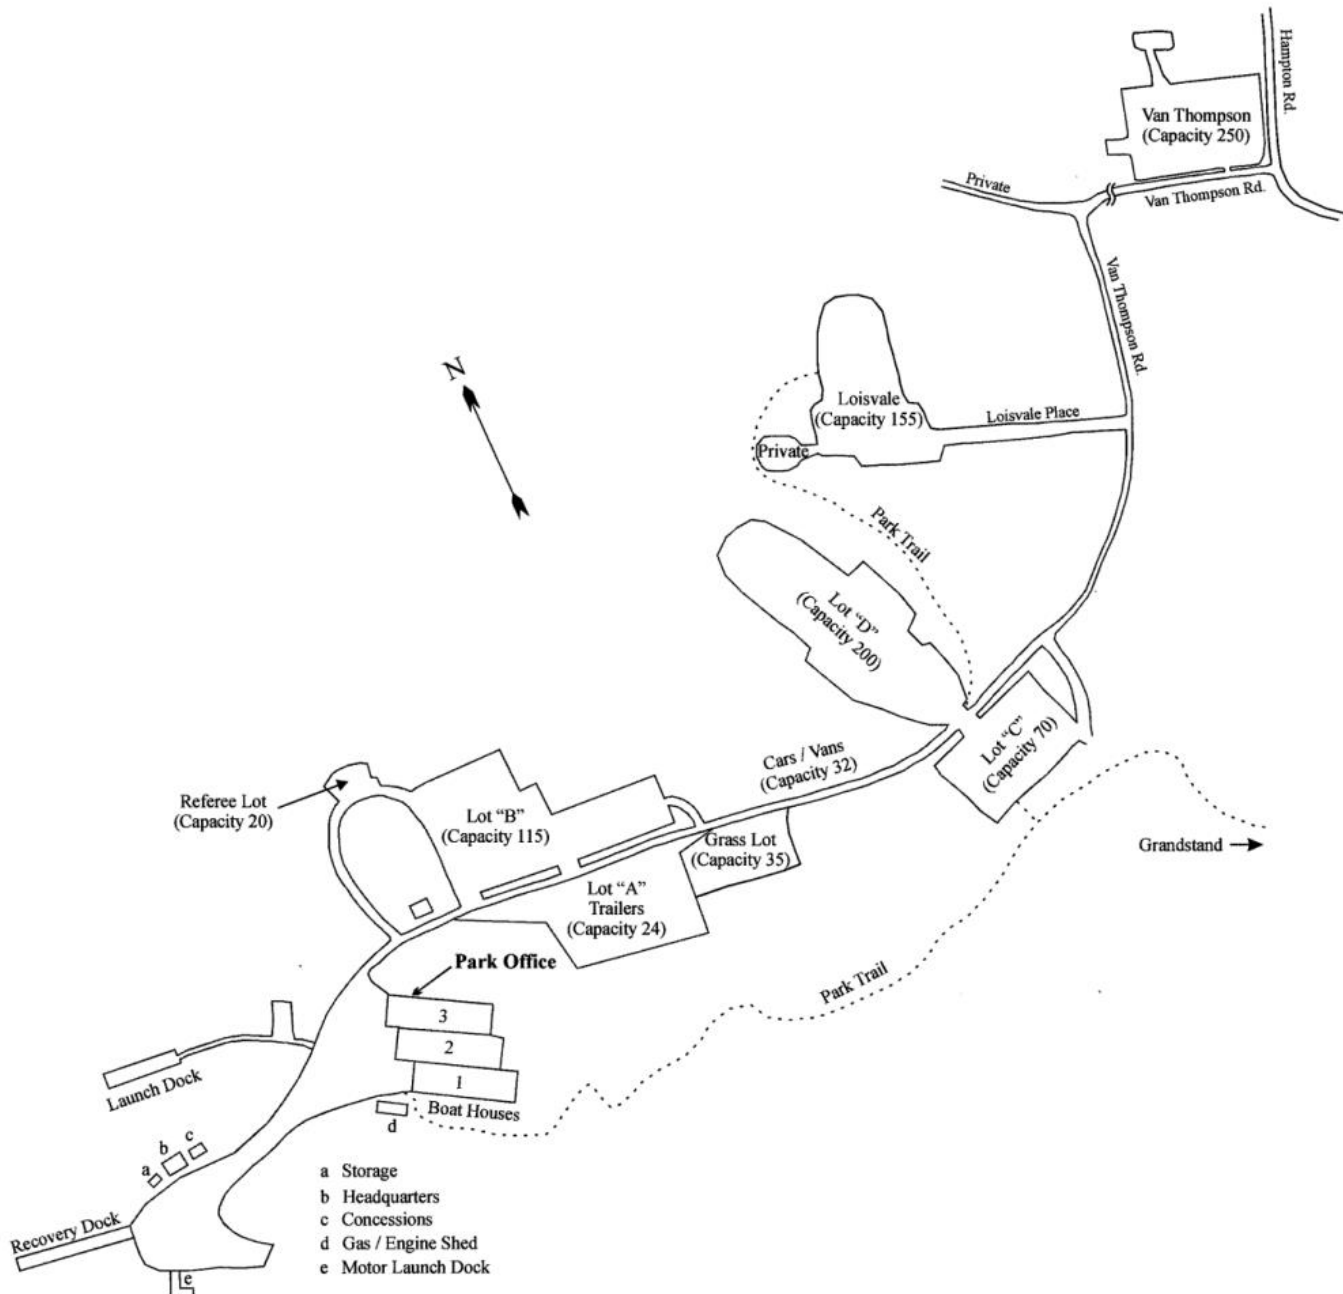 Hampton Rd.
Van Thompson
(Capacity 250)
Private
Van Thompson Rd.
Van Thompson Rd.
N
Loisvale
(Capacity 155)
Loisvale Place
Private
Park Trail
Lot “D”
(Capacity 200)
Lot “C”
(Capacity 70)
Cars / Vans
(Capacity 32)
Referee Lot
(Capacity 20)
Lot “B”
(Capacity 115)
Grass Lot
(Capacity 35)
Grandstand
Lot “A”
Trailers
(Capacity 24)
Park Office
Park Trail
3
2
1
Launch Dock
Boat Houses
d
c
b
a
Recovery Dock
e
a Storage
b Headquarters
c Concessions
d Gas / Engine Shed
e Motor Launch Dock